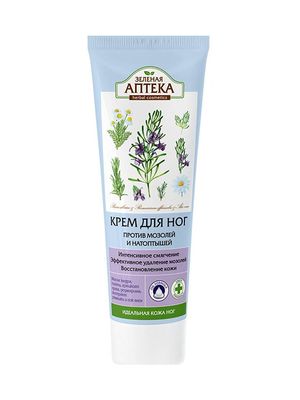 ЗЕЛЕНАЯ
АПТЕКА
herbal cosmetics
КРЕМ ДЛЯ НОГ
ПРОТИВ МОЗОЛЕЙ
И НАТОПТЫШЕЙ
Интенсивное смягчение
Эффективное удаление мозолей
Восстановление кожи
ИДЕАЛЬНАЯ КОЖА НОГ